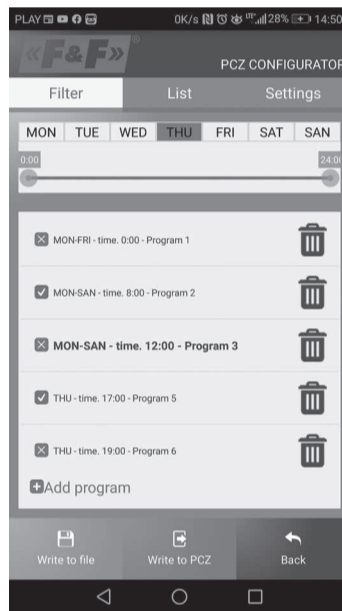 PLAY 0K/s LTE 28% 14:50
«F&F»®
PCZ CONFIGURATOR
Filter List Settings
MON TUE WED THU FRI SAT SAN
0:00 24:00
MON-FRI - time. 0:00 - Program 1
MON-SAN - time. 8:00 - Program 2
MON-SAN - time. 12:00 - Program 3
THU - time. 17:00 - Program 5
THU - time. 19:00 - Program 6
Add program
Write to file Write to PCZ Back